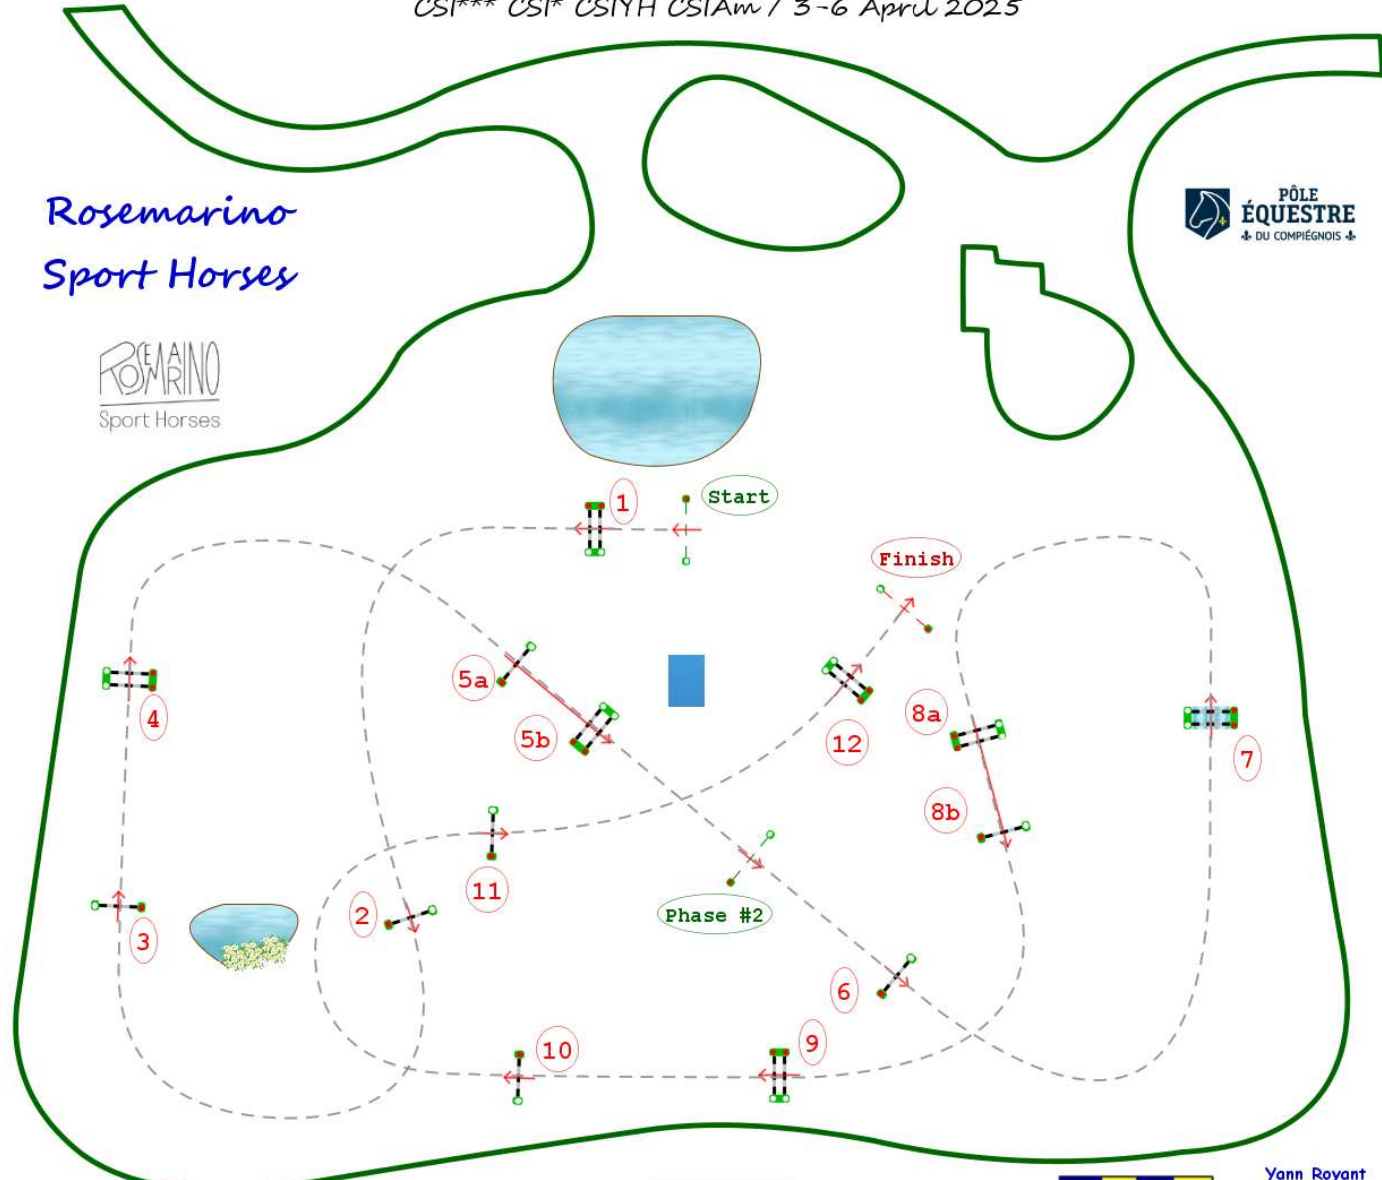 CSI*** CSI* CSIYH CSIAm / 3-6 April 2025
Rosemarino
Sport Horses
PÔLE
ÉQUESTRE
DU COMPIÉGNOIS
ROSEMARINO
Sport Horses
1
Start
Finish
5a
4
5b
12
8a
7
8b
11
2
Phase #2
3
6
10
9
Yann Royant